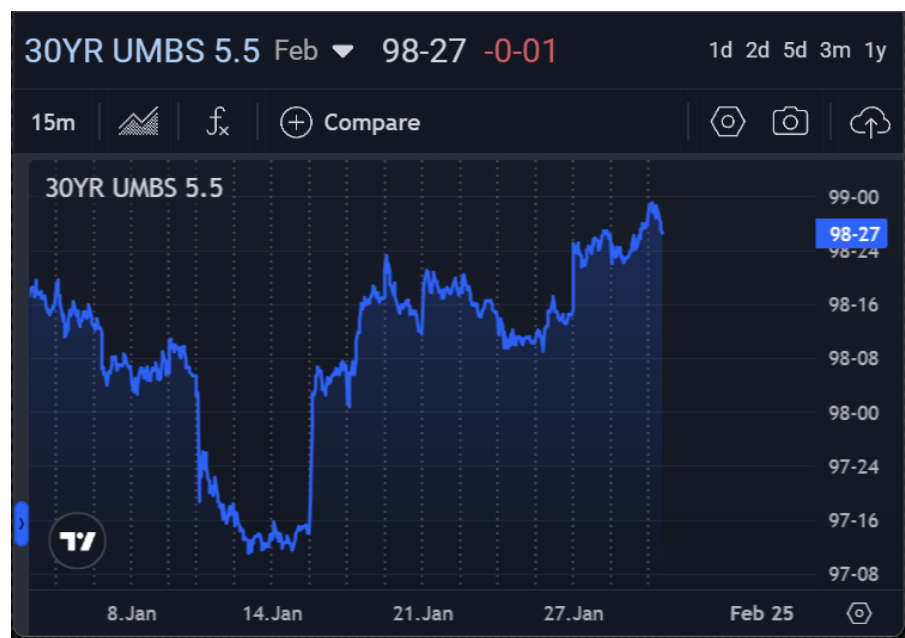 30YR UMBS 5.5 Feb 98-27 -0-01 1d 2d 5d 3m 1y
15m fx Compare
30YR UMBS 5.5
99-00
98-27
98-24
98-16
98-08
98-00
97-24
97-16
97-08
8.Jan 14.Jan 21.Jan 27.Jan Feb 25